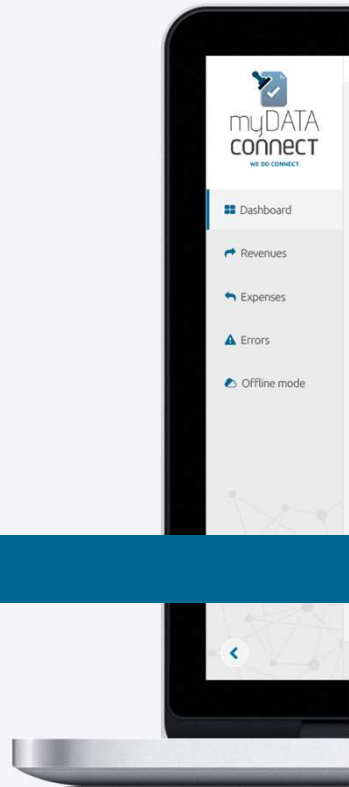 myDATA
connect
WE DO CONNECT
Dashboard
Revenues
Expenses
Errors
Offline mode